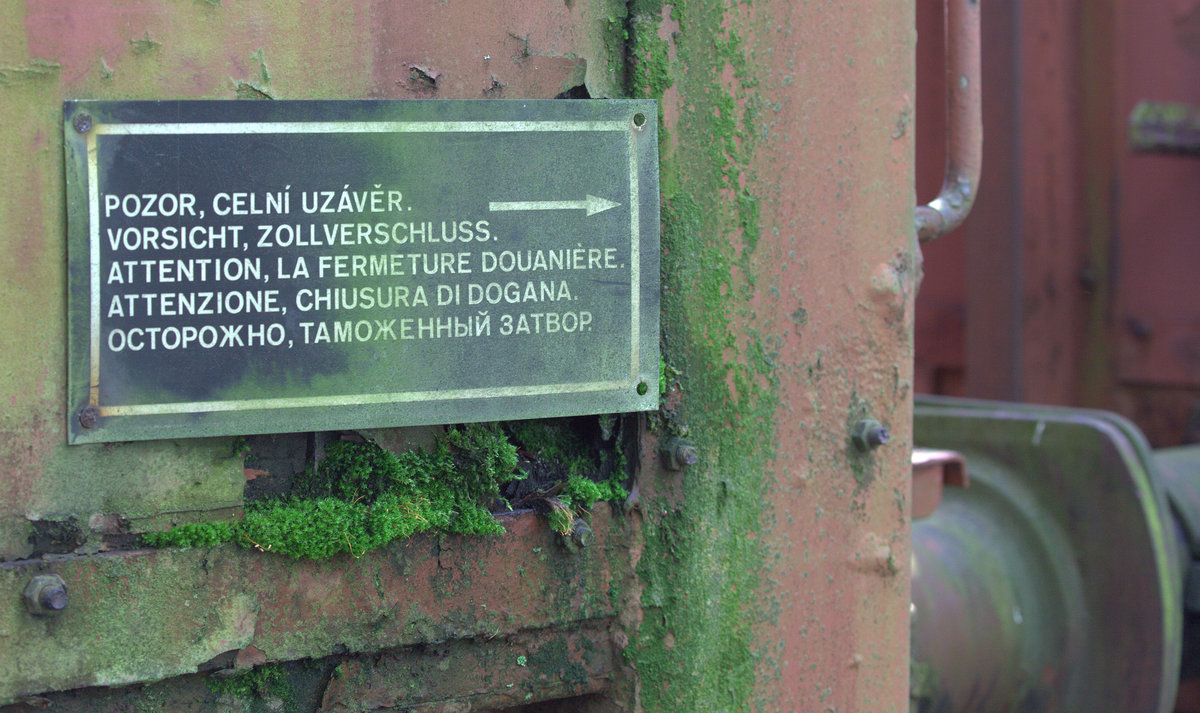 POZOR, CELNÍ UZÁVĚR.
VORSICHT, ZOLLVERSCHLUSS.
ATTENTION, LA FERMETURE DOUANIÈRE.
ATTENZIONE, CHIUSURA DI DOGANA.
ОСТОРОЖНО, ТАМОЖЕННЫЙ ЗАТВОР.